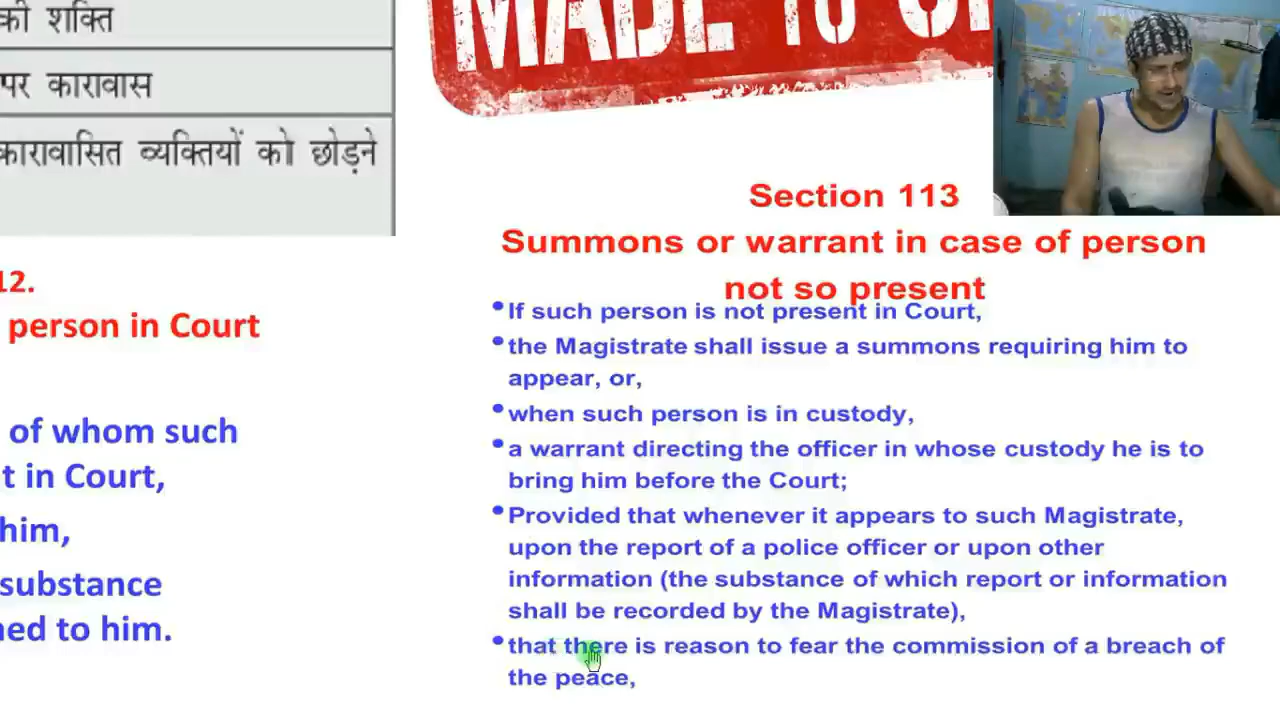 की शक्ति
पर कारावास
कारावासित व्यक्तियों को छोड़ने
12.
person in Court
of whom such
t in Court,
him,
substance
ned to him.
MADE TO
Section 113
Summons or warrant in case of person
not so present
•If such person is not present in Court,
•the Magistrate shall issue a summons requiring him to
appear, or,
•when such person is in custody,
•a warrant directing the officer in whose custody he is to
bring him before the Court;
•Provided that whenever it appears to such Magistrate,
upon the report of a police officer or upon other
information (the substance of which report or information
shall be recorded by the Magistrate),
•that there is reason to fear the commission of a breach of
the peace,